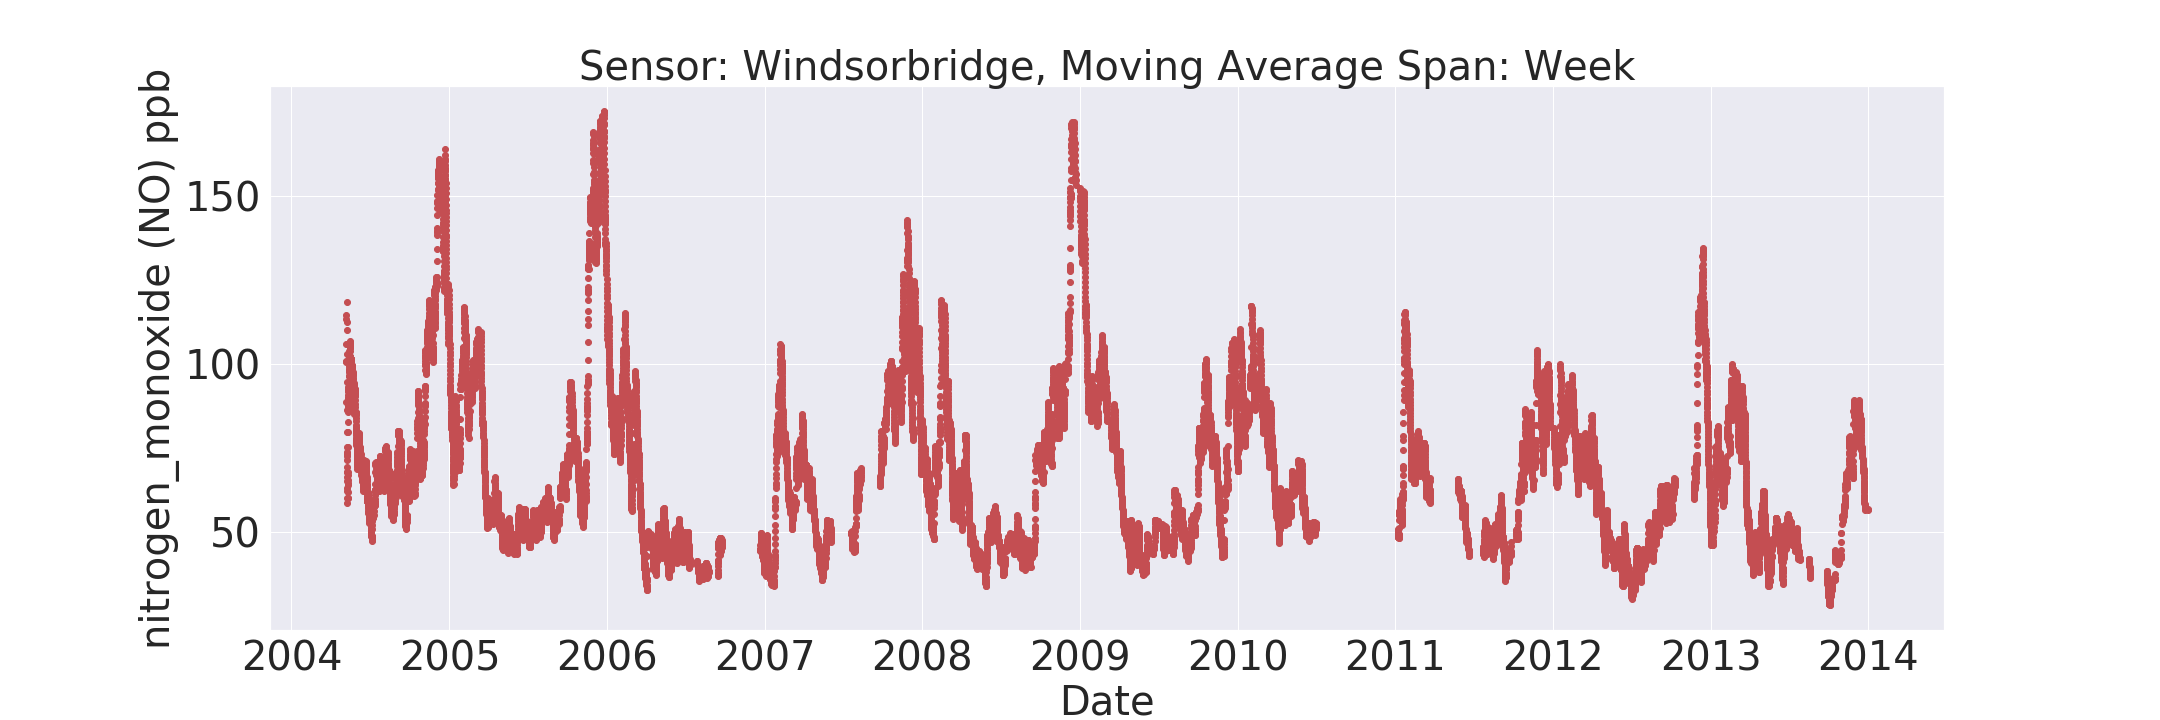 Sensor: Windsorbridge, Moving Average Span: Week
nitrogen_monoxide (NO) ppb
150
100
50
2004 2005 2006 2007 2008 2009 2010 2011 2012 2013 2014
Date